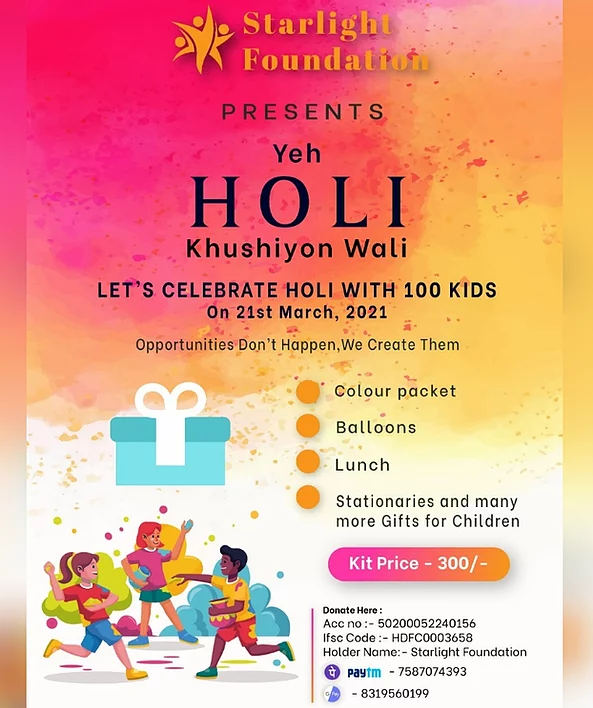 Starlight
Foundation
PRESENTS
Yeh
HOLI
Khushiyon Wali
LET'S CELEBRATE HOLI WITH 100 KIDS
On 21st March, 2021
Opportunities Don't Happen,We Create Them
Colour packet
Balloons
Lunch
Stationaries and many
more Gifts for Children
Kit Price - 300/-
Donate Here :
Acc no :- 50200052240156
Ifsc Code :- HDFC0003658
Holder Name:- Starlight Foundation
पे paytm - 7587074393
G Pay - 8319560199